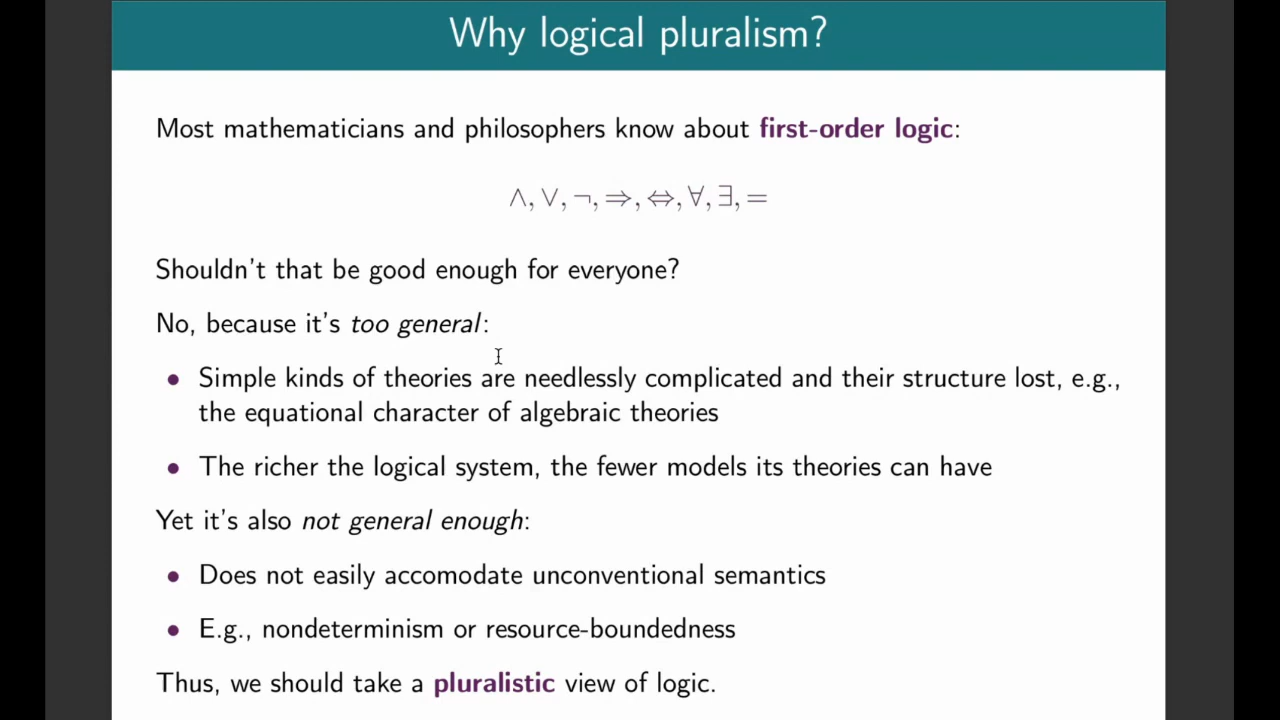 Why logical pluralism?
Most mathematicians and philosophers know about first-order logic:
∧, ∨, ¬, ⇒, ⇔, ∀, ∃, =
Shouldn't that be good enough for everyone?
No, because it's too general:
• Simple kinds of theories are needlessly complicated and their structure lost, e.g.,
the equational character of algebraic theories
• The richer the logical system, the fewer models its theories can have
Yet it's also not general enough:
• Does not easily accomodate unconventional semantics
• E.g., nondeterminism or resource-boundedness
Thus, we should take a pluralistic view of logic.